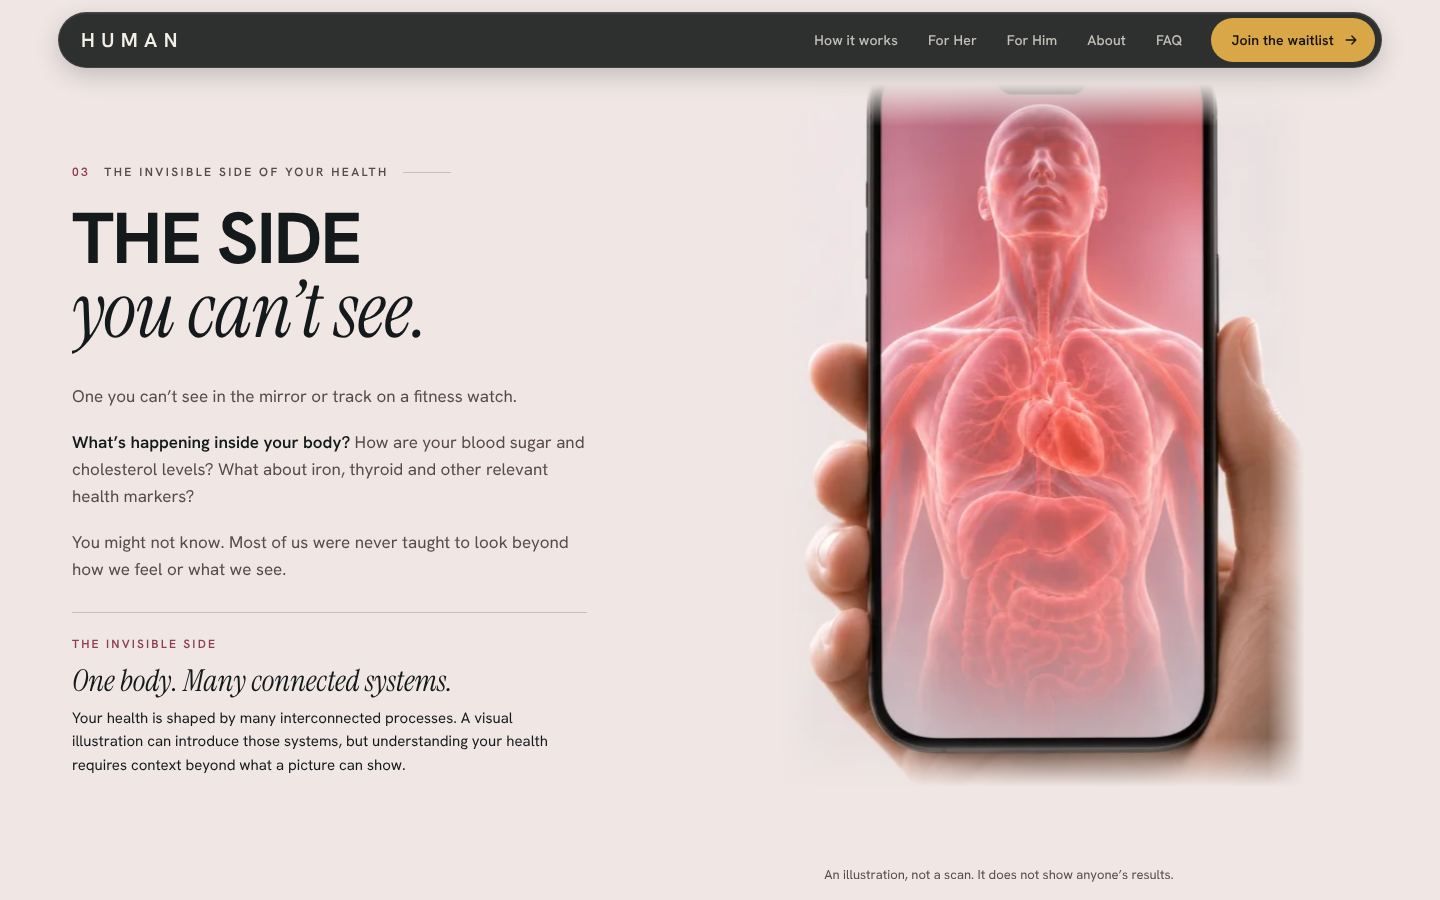 HUMAN
How it works
For Her
For Him
About
FAQ
Join the waitlist →
03 THE INVISIBLE SIDE OF YOUR HEALTH
THE SIDE
you can’t see.
One you can’t see in the mirror or track on a fitness watch.
What’s happening inside your body? How are your blood sugar and
cholesterol levels? What about iron, thyroid and other relevant
health markers?
You might not know. Most of us were never taught to look beyond
how we feel or what we see.
THE INVISIBLE SIDE
One body. Many connected systems.
Your health is shaped by many interconnected processes. A visual
illustration can introduce those systems, but understanding your health
requires context beyond what a picture can show.
An illustration, not a scan. It does not show anyone’s results.